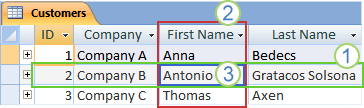 2
Customers
ID Company First Name Last Name
1 Company A Anna Bedecs 1
2 Company B Antonio 3 Gratacos Solsona
3 Company C Thomas Axen